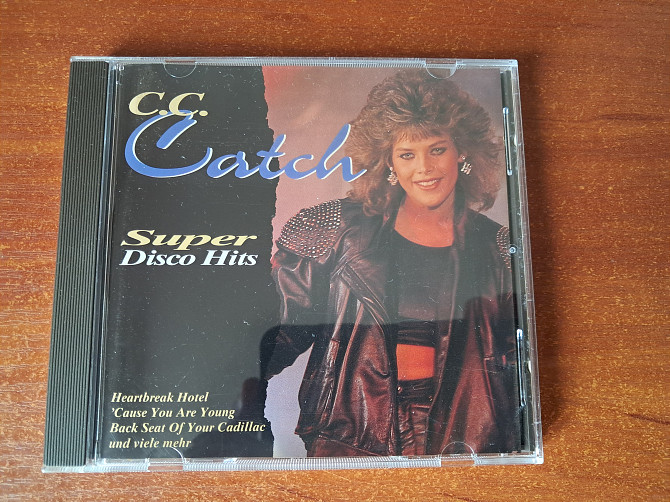 C.C.
Catch
Super
Disco Hits
Heartbreak Hotel
'Cause You Are Young
Back Seat Of Your Cadillac
und viele mehr